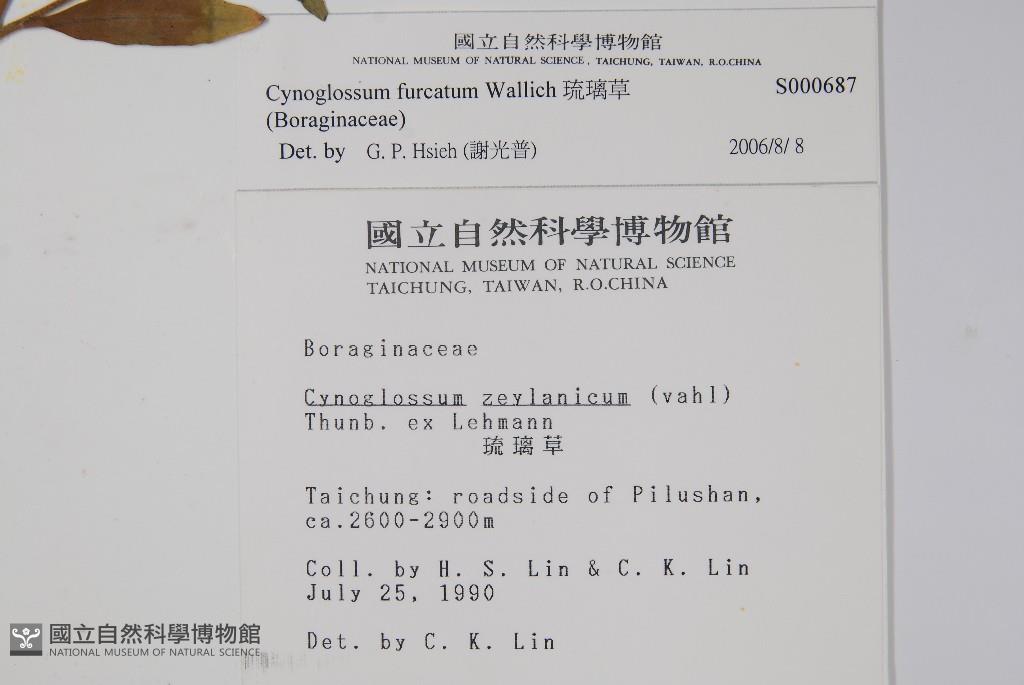 國立自然科學博物館
NATIONAL MUSEUM OF NATURAL SCIENCE, TAICHUNG, TAIWAN, R.O.CHINA
Cynoglossum furcatum Wallich 琉璃草 S000687
(Boraginaceae)
Det. by G. P. Hsieh (謝光普) 2006/8/ 8
國立自然科學博物館
NATIONAL MUSEUM OF NATURAL SCIENCE
TAICHUNG, TAIWAN, R.O.CHINA
Boraginaceae
Cynoglossum zeylanicum (vahl)
Thunb. ex Lehmann
琉璃草
Taichung: roadside of Pilushan,
ca.2600-2900m
Coll. by H. S. Lin & C. K. Lin
July 25, 1990
Det. by C. K. Lin
國立自然科學博物館
NATIONAL MUSEUM OF NATURAL SCIENCE